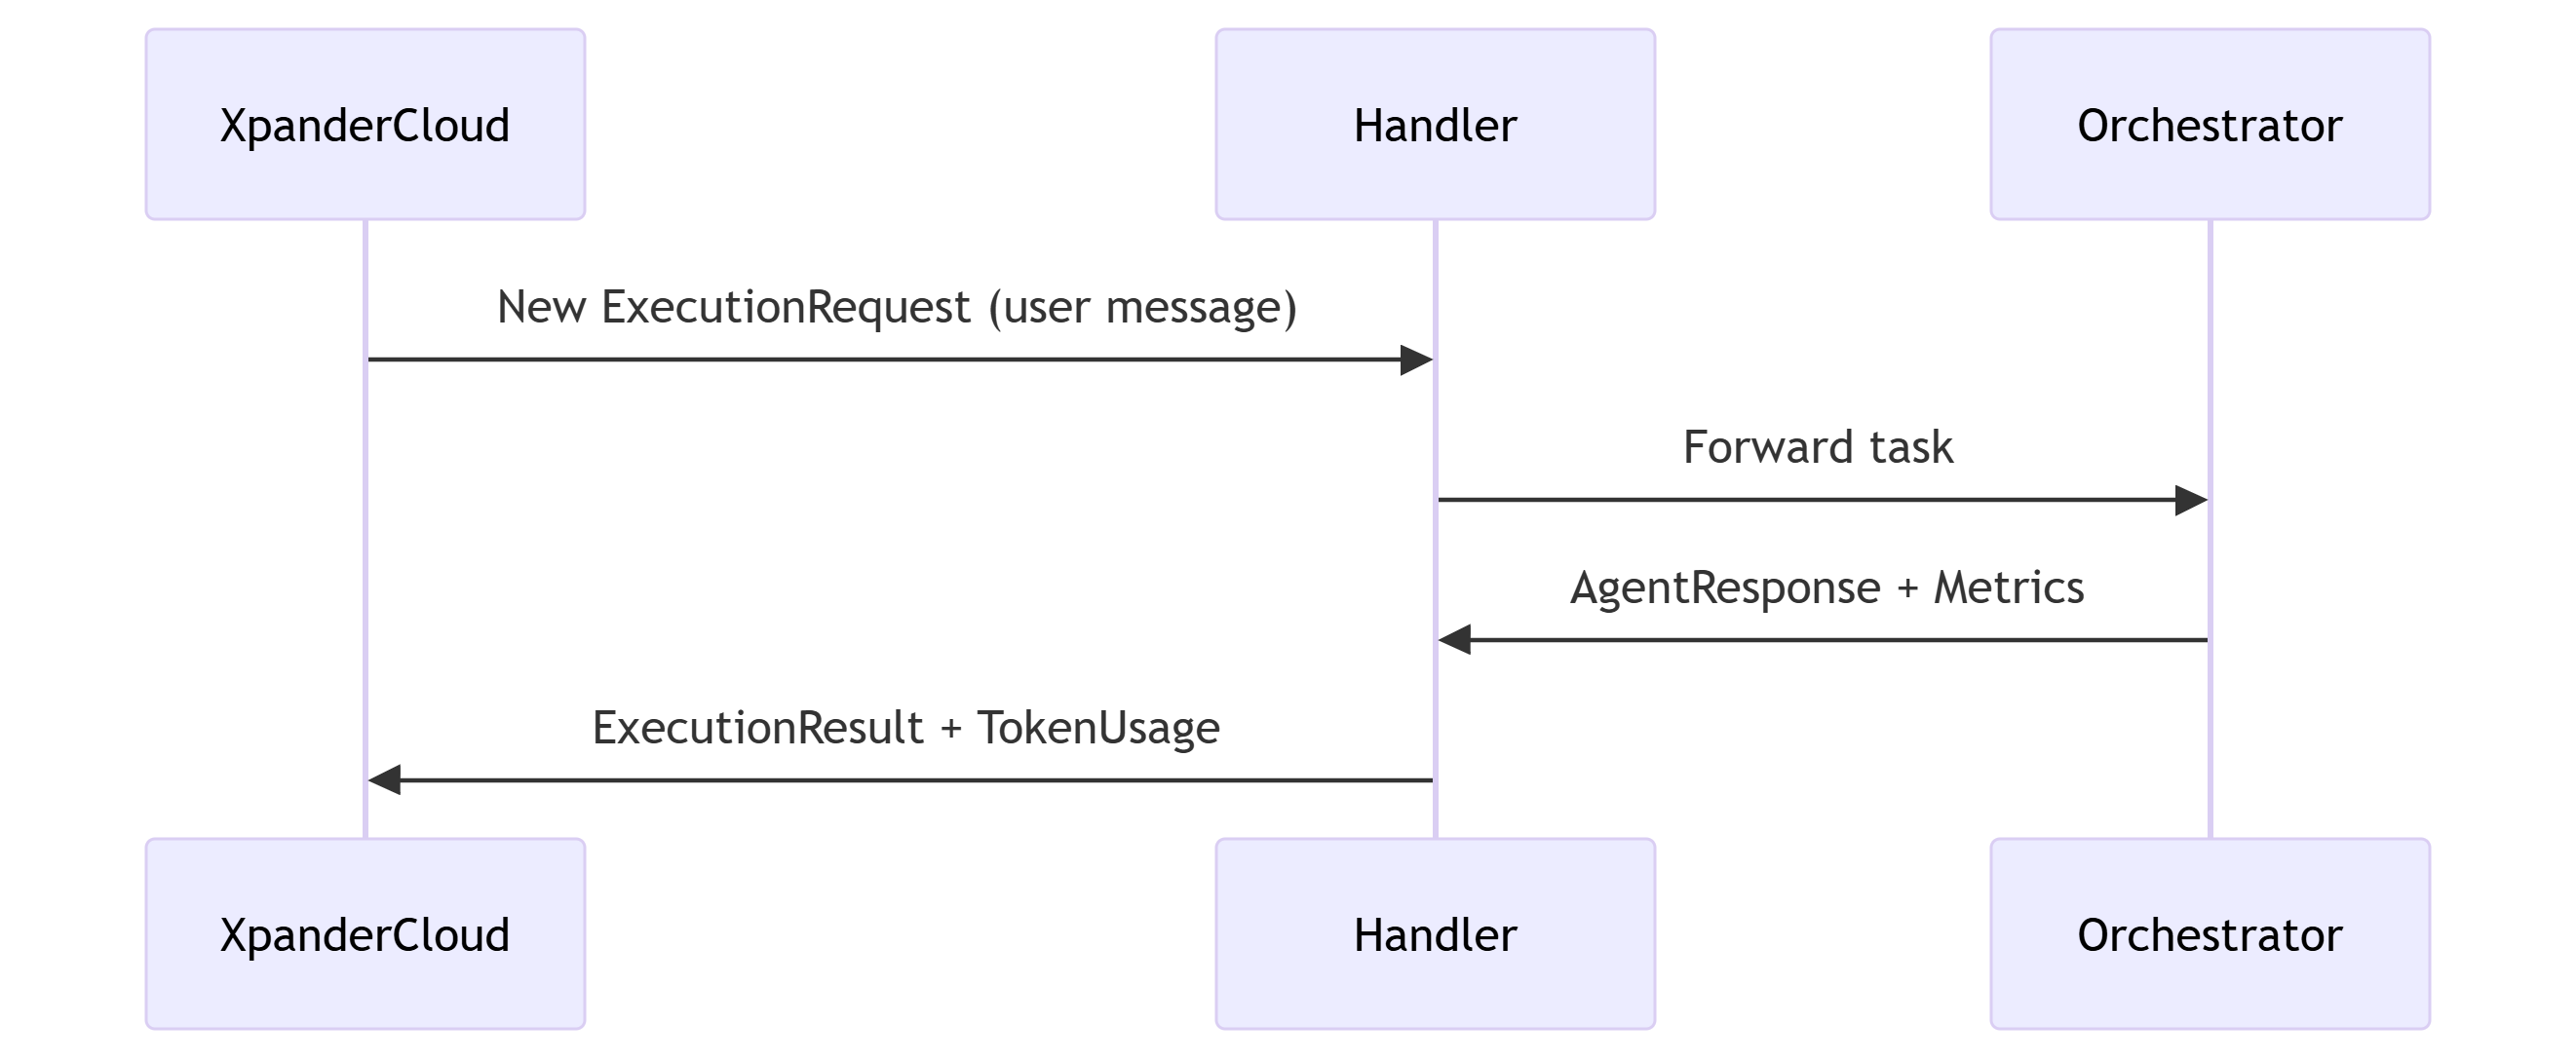 XpanderCloud
Handler
Orchestrator
New ExecutionRequest (user message)
Forward task
AgentResponse + Metrics
ExecutionResult + TokenUsage
XpanderCloud
Handler
Orchestrator